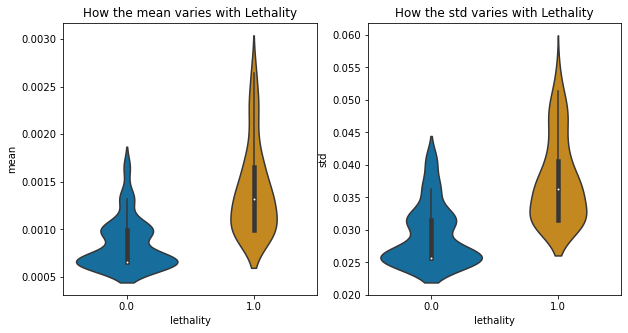 How the mean varies with Lethality
mean
0.0030
0.0025
0.0020
0.0015
0.0010
0.0005
0.0 1.0
lethality
How the std varies with Lethality
std
0.060
0.055
0.050
0.045
0.040
0.035
0.030
0.025
0.020
0.0 1.0
lethality